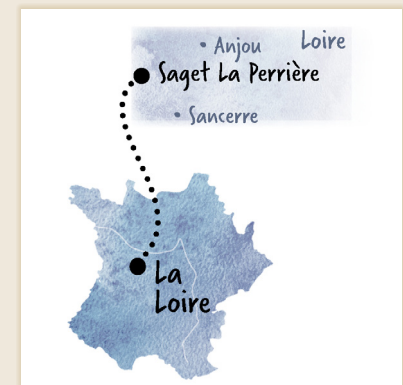 • Anjou Loire
Saget La Perrière
• Sancerre
La
Loire